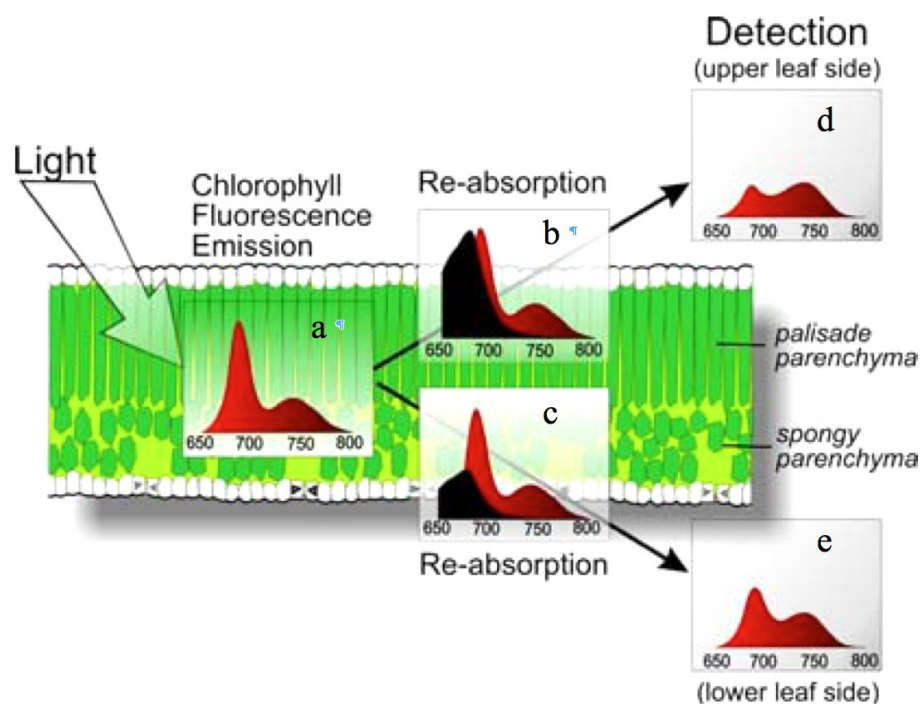 Detection
(upper leaf side)
d
650 700 750 800
Light
Chlorophyll
Fluorescence
Emission
a ¶
650 700 750 800
Re-absorption
b ¶
650 700 750 800
palisade
parenchyma
c
650 700 750 800
Re-absorption
spongy
parenchyma
e
650 700 750 800
(lower leaf side)